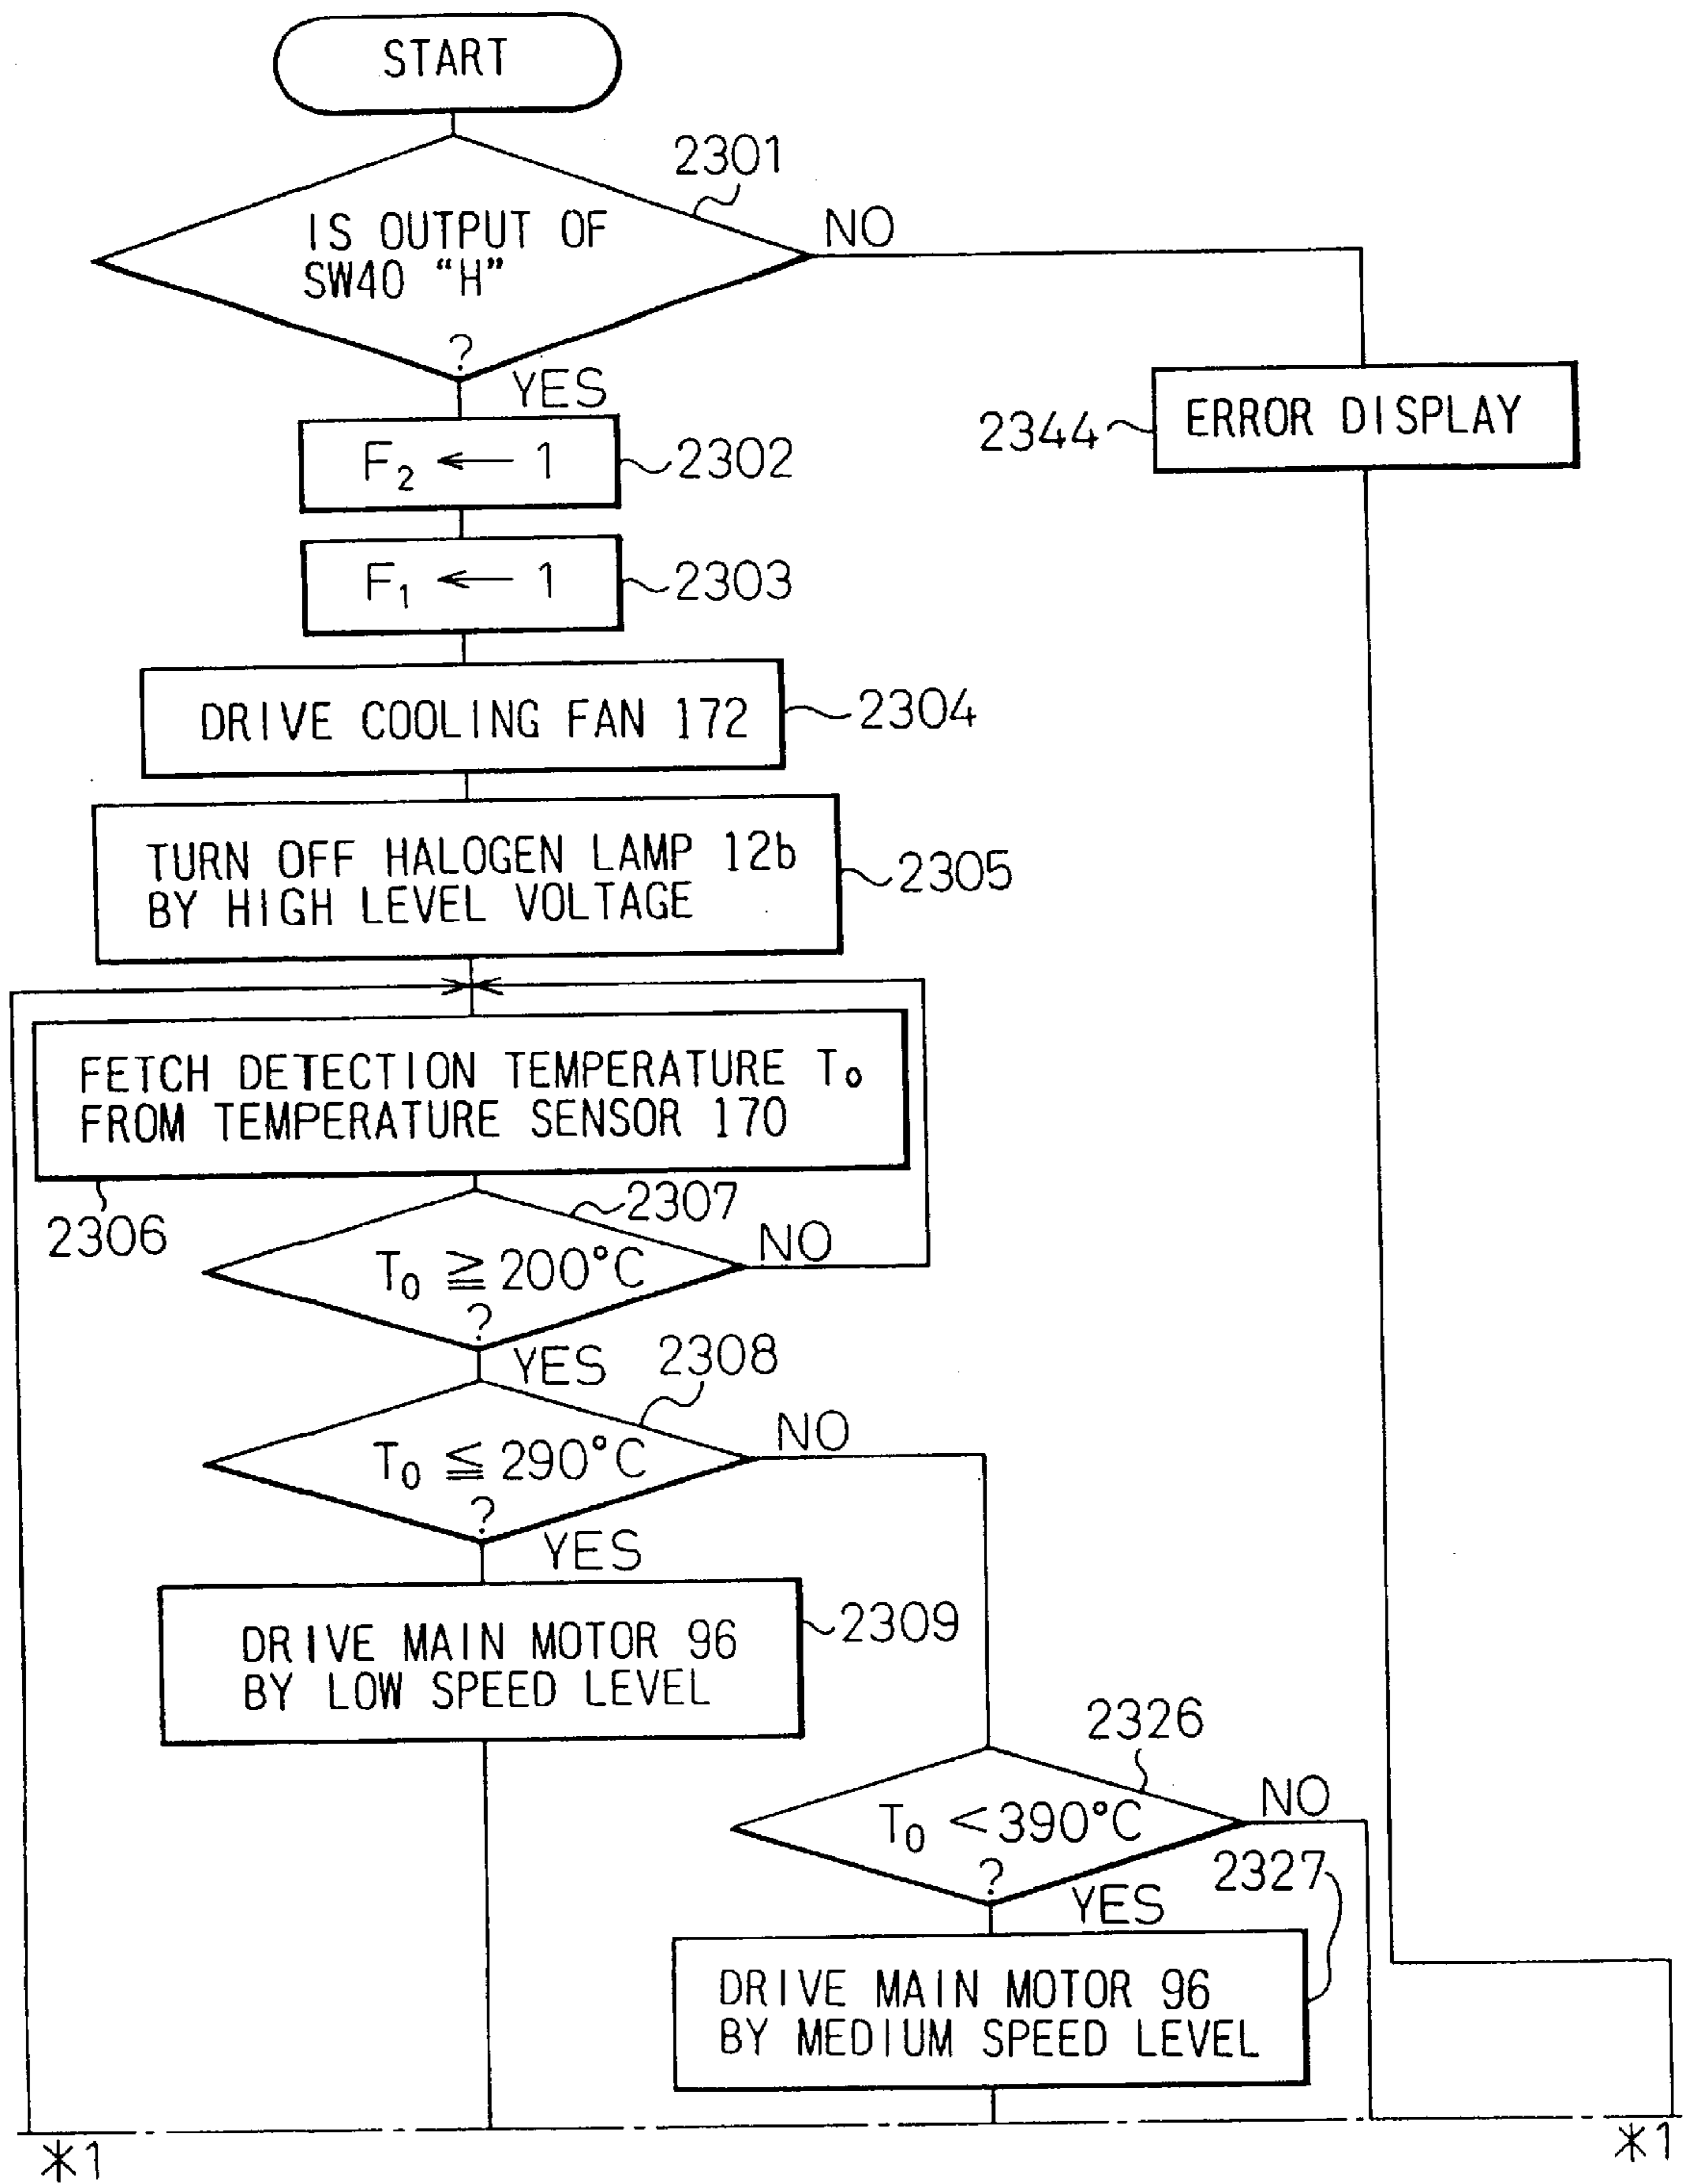 START
2301
IS OUTPUT OF
SW40 “H”
?
NO
YES
F₂ ← 1
2302
2344
ERROR DISPLAY
F₁ ← 1
2303
DRIVE COOLING FAN 172
2304
TURN OFF HALOGEN LAMP 12b
BY HIGH LEVEL VOLTAGE
2305
FETCH DETECTION TEMPERATURE T₀
FROM TEMPERATURE SENSOR 170
2306
2307
T₀ ≧ 200°C
?
NO
YES
2308
T₀ ≦ 290°C
?
NO
YES
DRIVE MAIN MOTOR 96
BY LOW SPEED LEVEL
2309
2326
T₀ < 390°C
?
NO
YES
2327
DRIVE MAIN MOTOR 96
BY MEDIUM SPEED LEVEL
*1
*1